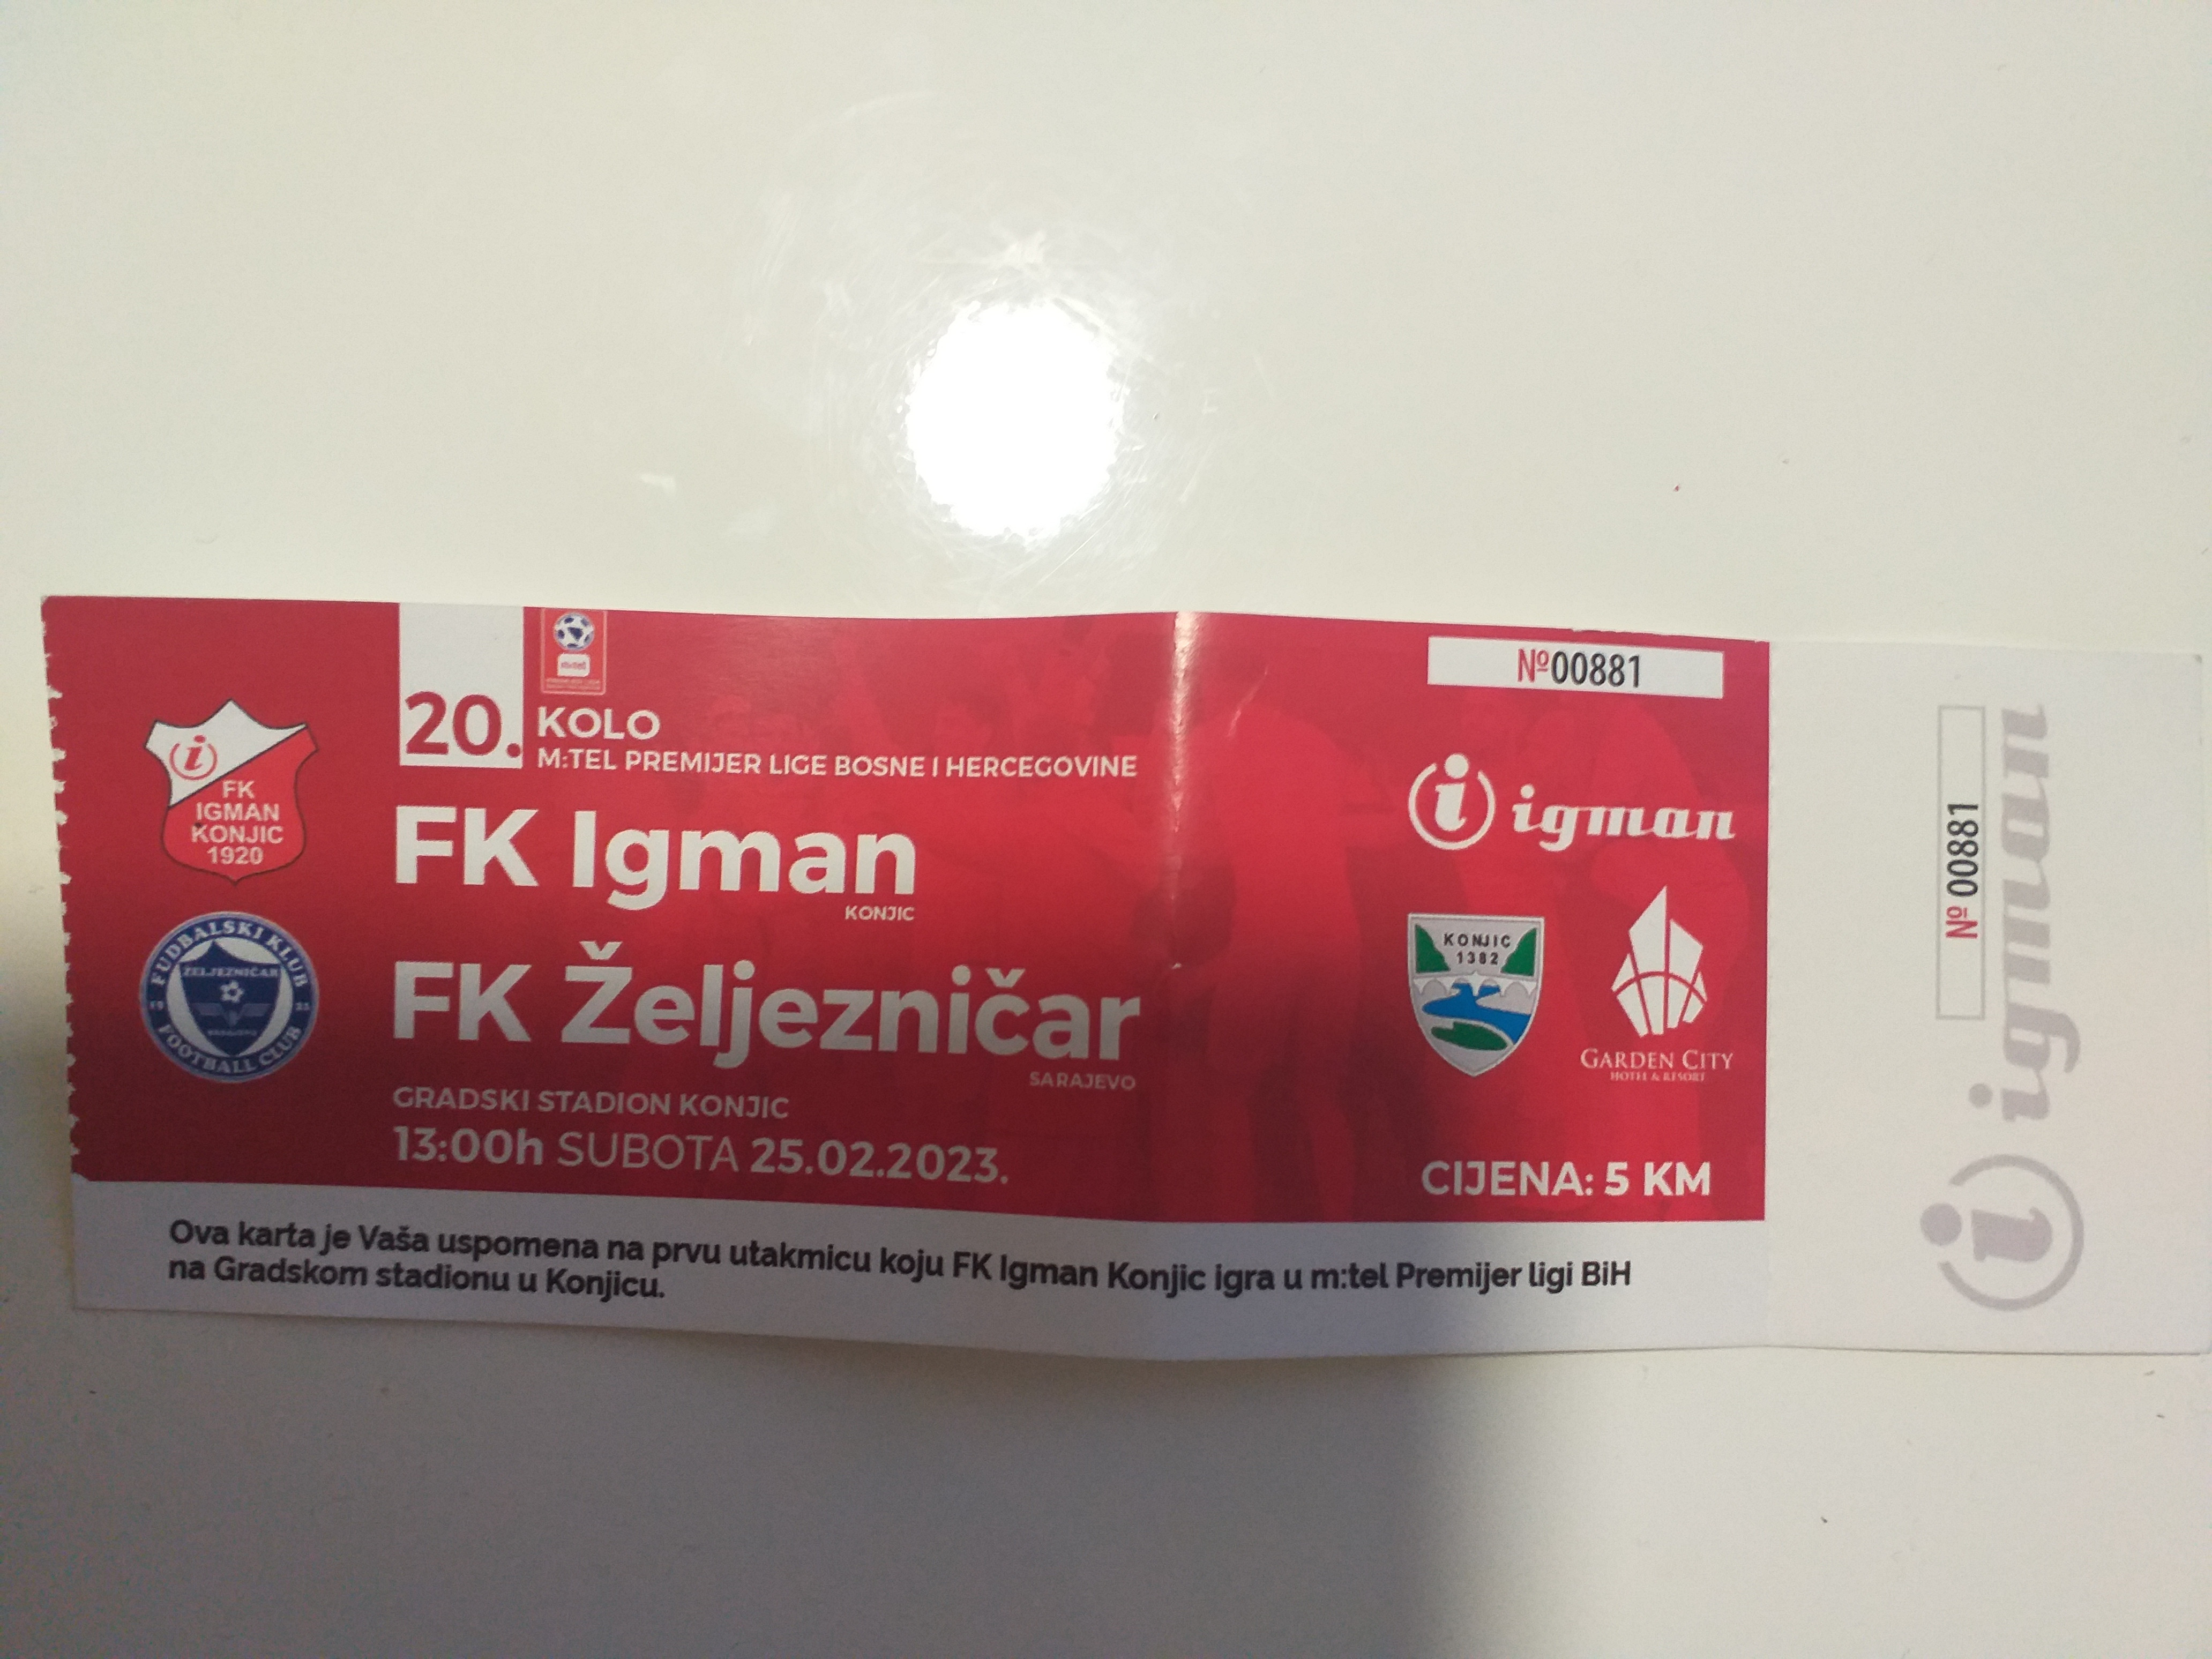 20. KOLO
M:TEL PREMIJER LIGE BOSNE I HERCEGOVINE
FK Igman
KONJIC
FK Željezničar
SARAJEVO
GRADSKI STADION KONJIC
13:00h SUBOTA 25.02.2023.
FK
IGMAN
KONJIC
1920
FUDBALSKI KLUB
ŽELJEZNIČAR
FOOTBALL CLUB
m:tel
Nº00881
i igman
KONJIC
1382
GARDEN CITY
HOTEL & RESORT
CIJENA: 5 KM
Ova karta je Vaša uspomena na prvu utakmicu koju FK Igman Konjic igra u m:tel Premijer ligi BiH
na Gradskom stadionu u Konjicu.
Nº 00881
i igman